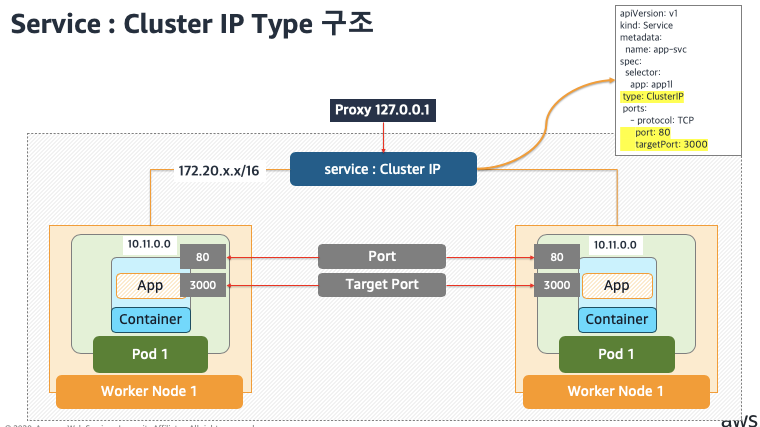 Service : Cluster IP Type 구조
apiVersion: v1
kind: Service
metadata:
name: app-svc
spec:
selector:
app: app1l
type: ClusterIP
ports:
- protocol: TCP
port: 80
targetPort: 3000
Proxy 127.0.0.1
172.20.x.x/16
service : Cluster IP
10.11.0.0
80
3000
App
Container
Pod 1
Worker Node 1
Port
Target Port
10.11.0.0
80
3000
App
Container
Pod 1
Worker Node 1
aws